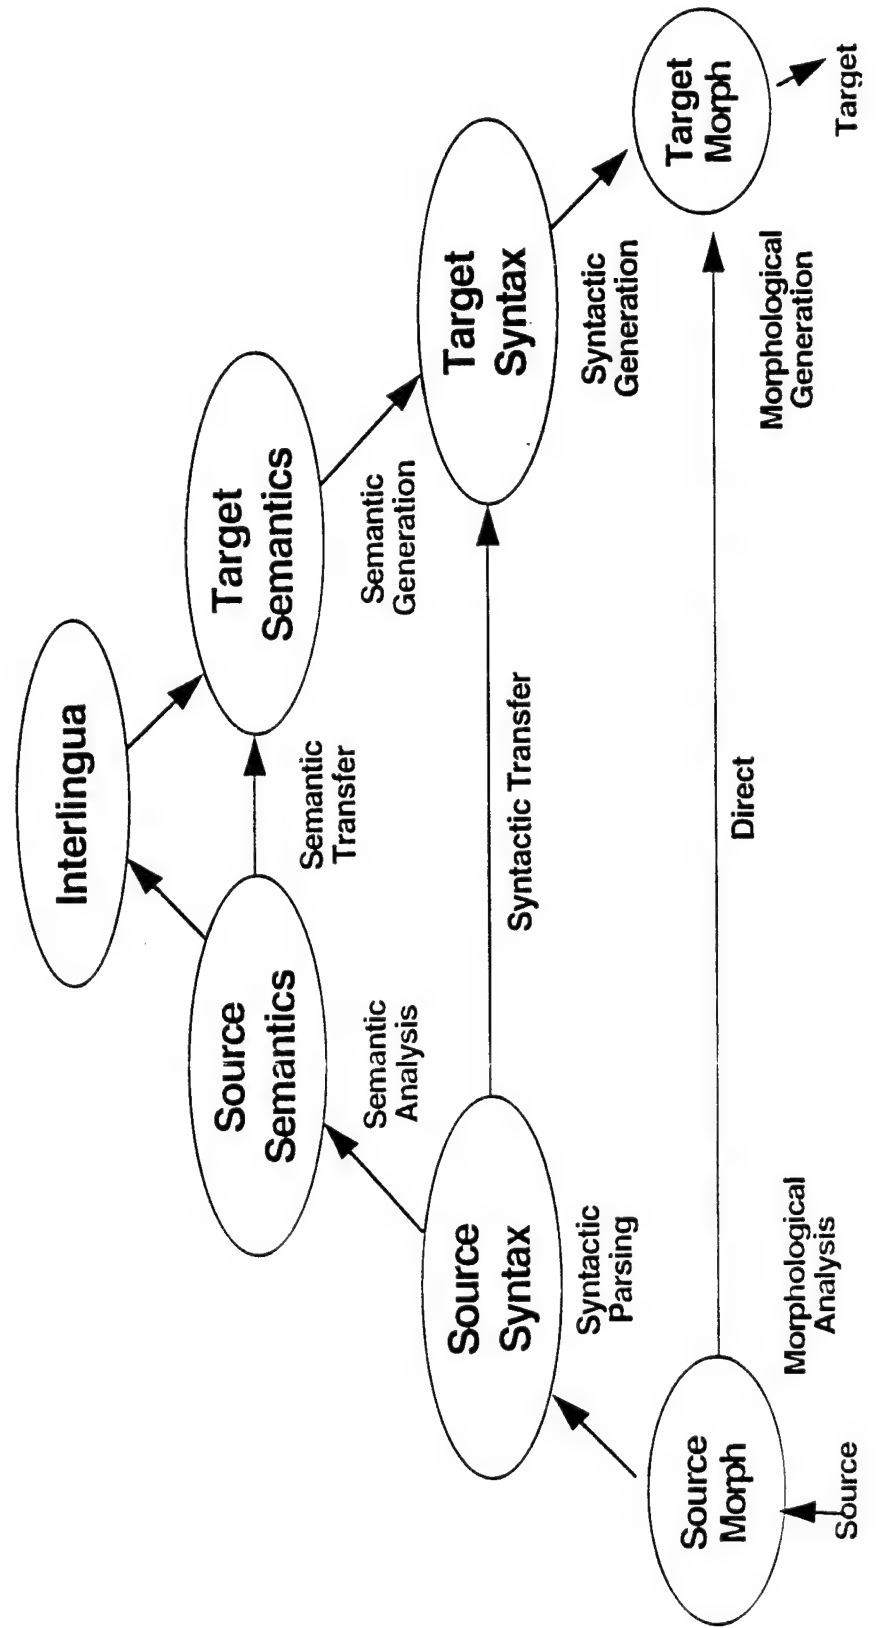 Interlingua
Source
Semantics
Semantic
Transfer
Target
Semantics
Semantic
Analysis
Semantic
Generation
Source
Syntax
Syntactic Transfer
Target
Syntax
Syntactic
Parsing
Syntactic
Generation
Source
Morph
Direct
Target
Morph
Morphological
Analysis
Morphological
Generation
Source
Target